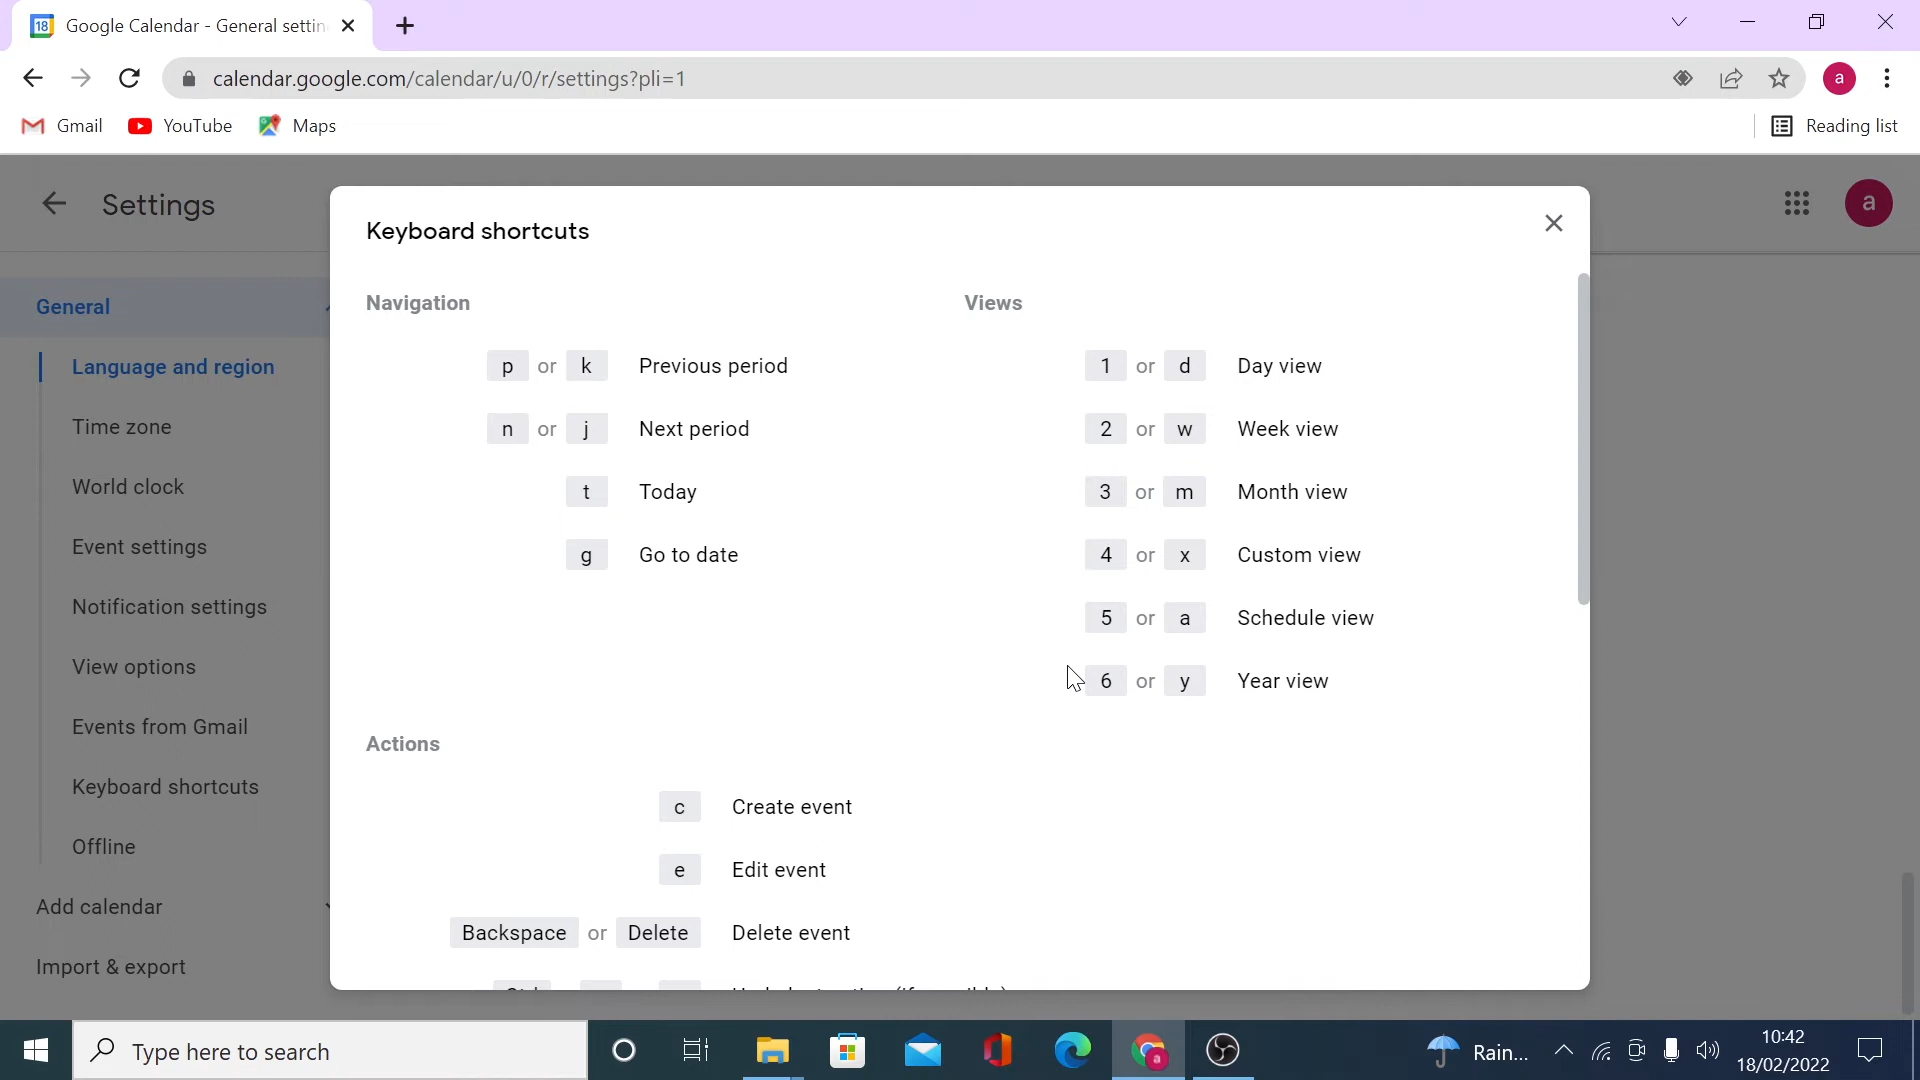 18 Google Calendar - General settin
calendar.google.com/calendar/u/0/r/settings?pli=1
a
Gmail YouTube Maps Reading list
Settings
a
Keyboard shortcuts
General
Language and region
Time zone
World clock
Event settings
Notification settings
View options
Events from Gmail
Keyboard shortcuts
Offline
Add calendar
Import & export
Navigation
p or k Previous period
n or j Next period
t Today
g Go to date
Views
1 or d Day view
2 or w Week view
3 or m Month view
4 or x Custom view
5 or a Schedule view
6 or y Year view
Actions
c Create event
e Edit event
Backspace or Delete Delete event
Type here to search
a
Rain...
10:42
18/02/2022